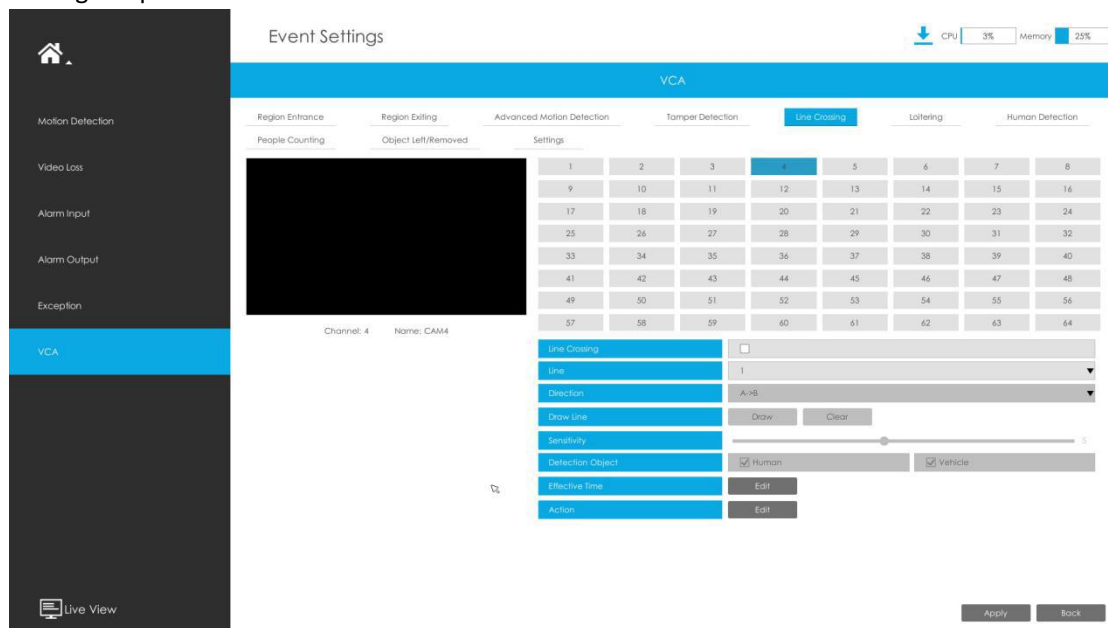 Event Settings
CPU 3% Memory 25%
VCA
Motion Detection
Video Loss
Alarm Input
Alarm Output
Exception
VCA
Live View
Region Entrance Region Exiting Advanced Motion Detection Tamper Detection Line Crossing Loitering Human Detection
People Counting Object Left/Removed Settings
1 2 3 4 5 6 7 8
9 10 11 12 13 14 15 16
17 18 19 20 21 22 23 24
25 26 27 28 29 30 31 32
33 34 35 36 37 38 39 40
41 42 43 44 45 46 47 48
49 50 51 52 53 54 55 56
57 58 59 60 61 62 63 64
Channel: 4 Name: CAM4
Line Crossing
Line 1
Direction A->B
Draw Line Draw Clear
Sensitivity 5
Detection Object Human Vehicle
Effective Time Edit
Action Edit
Apply Back